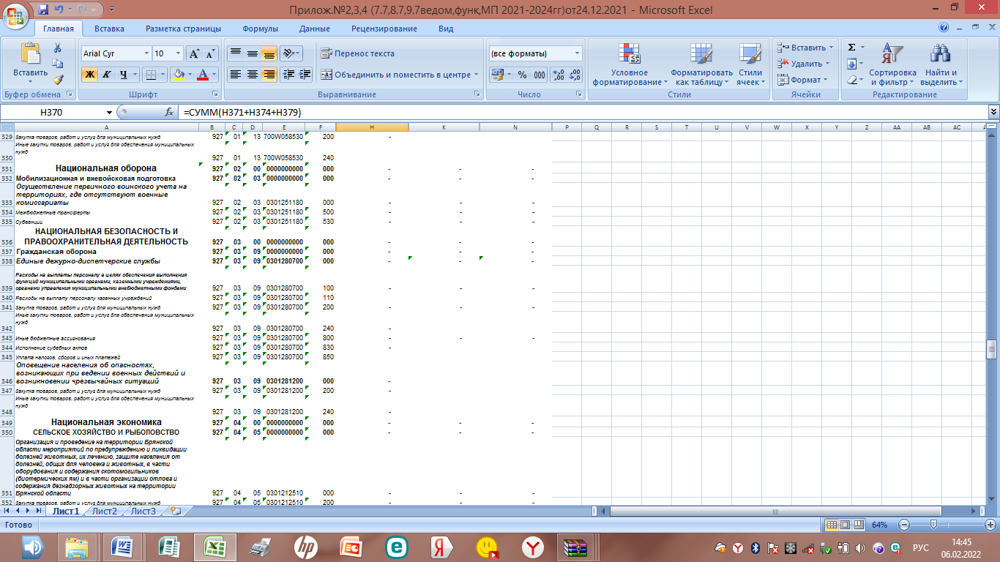 Прилож.№2,3,4 (7.7,8.7,9.7ведом,функ,МП 2021-2024гг)от24.12.2021 - Microsoft Excel
Главная Вставка Разметка страницы Формулы Данные Рецензирование Вид
Вставить
Буфер обмена
Arial Cyr 10
Ж К Ч
Шрифт
Перенос текста
Объединить и поместить в центре
Выравнивание
(все форматы)
% 000
Число
Условное форматирование
Форматировать как таблицу
Стили ячеек
Стили
Вставить
Удалить
Формат
Ячейки
Σ
Сортировка и фильтр
Найти и выделить
Редактирование
H370 fx =СУММ(H371+H374+H379)
A B C D E F H K N P Q R S T U V W X Y Z AA AB AC
329 Закупка товаров, работ и услуг для муниципальных нужд 927 01 13 700W058530 200 -
Иные закупки товаров, работ и услуг для обеспечения муниципальных
нужд
330 927 01 13 700W058530 240
331 Национальная оборона 927 02 00 0000000000 000 - - -
332 Мобилизационная и вневойсковая подготовка 927 02 03 0000000000 000 - - -
Осуществление первичного воинского учета на
территориях, где отсутствуют военные
333 комиссариаты 927 02 03 0301251180 000 - - -
334 Межбюджетные трансферты 927 02 03 0301251180 500 - - -
335 Субвенции 927 02 03 0301251180 530 - - -
НАЦИОНАЛЬНАЯ БЕЗОПАСНОСТЬ И
336 ПРАВООХРАНИТЕЛЬНАЯ ДЕЯТЕЛЬНОСТЬ 927 03 00 0000000000 000 - - -
337 Гражданская оборона 927 03 09 0000000000 000 - - -
338 Единые дежурно-диспетчерские службы 927 03 09 0301280700 000 - - -
Расходы на выплаты персоналу в целях обеспечения выполнения
функций муниципальными органами, казенными учреждениями,
339 органами управления муниципальными внебюджетными фондами 927 03 09 0301280700 100 - - -
340 Расходы на выплату персоналу казенных учреждений 927 03 09 0301280700 110 -
341 Закупка товаров, работ и услуг для муниципальных нужд 927 03 09 0301280700 200 - - -
Иные закупки товаров, работ и услуг для обеспечения муниципальных
нужд
342 927 03 09 0301280700 240 -
343 Иные бюджетные ассигнования 927 03 09 0301280700 800 - - -
344 Исполнение судебных актов 927 03 09 0301280700 830 -
345 Уплата налогов, сборов и иных платежей 927 03 09 0301280700 850 -
Оповещение населения об опасностях,
возникающих при ведении военных действий и
346 возникновении чрезвычайных ситуаций 927 03 09 0301281200 000 -
347 Закупка товаров, работ и услуг для муниципальных нужд 927 03 09 0301281200 200 -
Иные закупки товаров, работ и услуг для обеспечения муниципальных
нужд
348 927 03 09 0301281200 240 -
349 Национальная экономика 927 04 00 0000000000 000 - - -
350 СЕЛЬСКОЕ ХОЗЯЙСТВО И РЫБОЛОВСТВО 927 04 05 0000000000 000 - - -
Организация и проведение на территории Брянской
области мероприятий по предупреждению и ликвидации
болезней животных, их лечению, защите населения от
болезней, общих для человека и животных, в части
оборудования и содержания скотомогильников
(биотермических ям) и в части организации отлова и
содержания безнадзорных животных на территории
351 Брянской области 927 04 05 0301212510 000 - - -
352 Закупка товаров, работ и услуг для муниципальных нужд 927 04 05 0301212510 200 - - -
Лист1 Лист2 Лист3
Готово 64%
РУС 14:45
06.02.2022